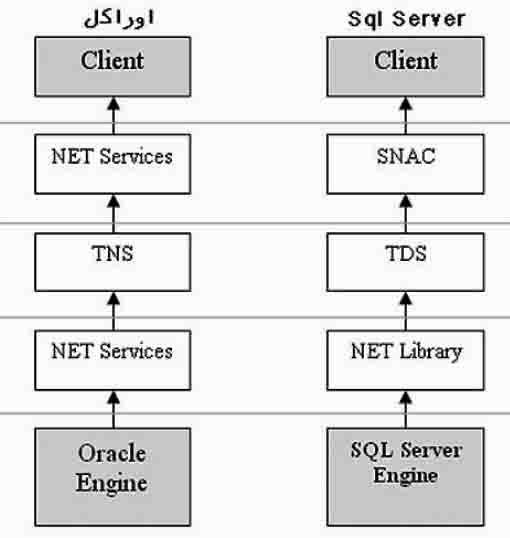 اوراکل
Client
NET Services
TNS
NET Services
Oracle
Engine
Sql Server
Client
SNAC
TDS
NET Library
SQL Server
Engine